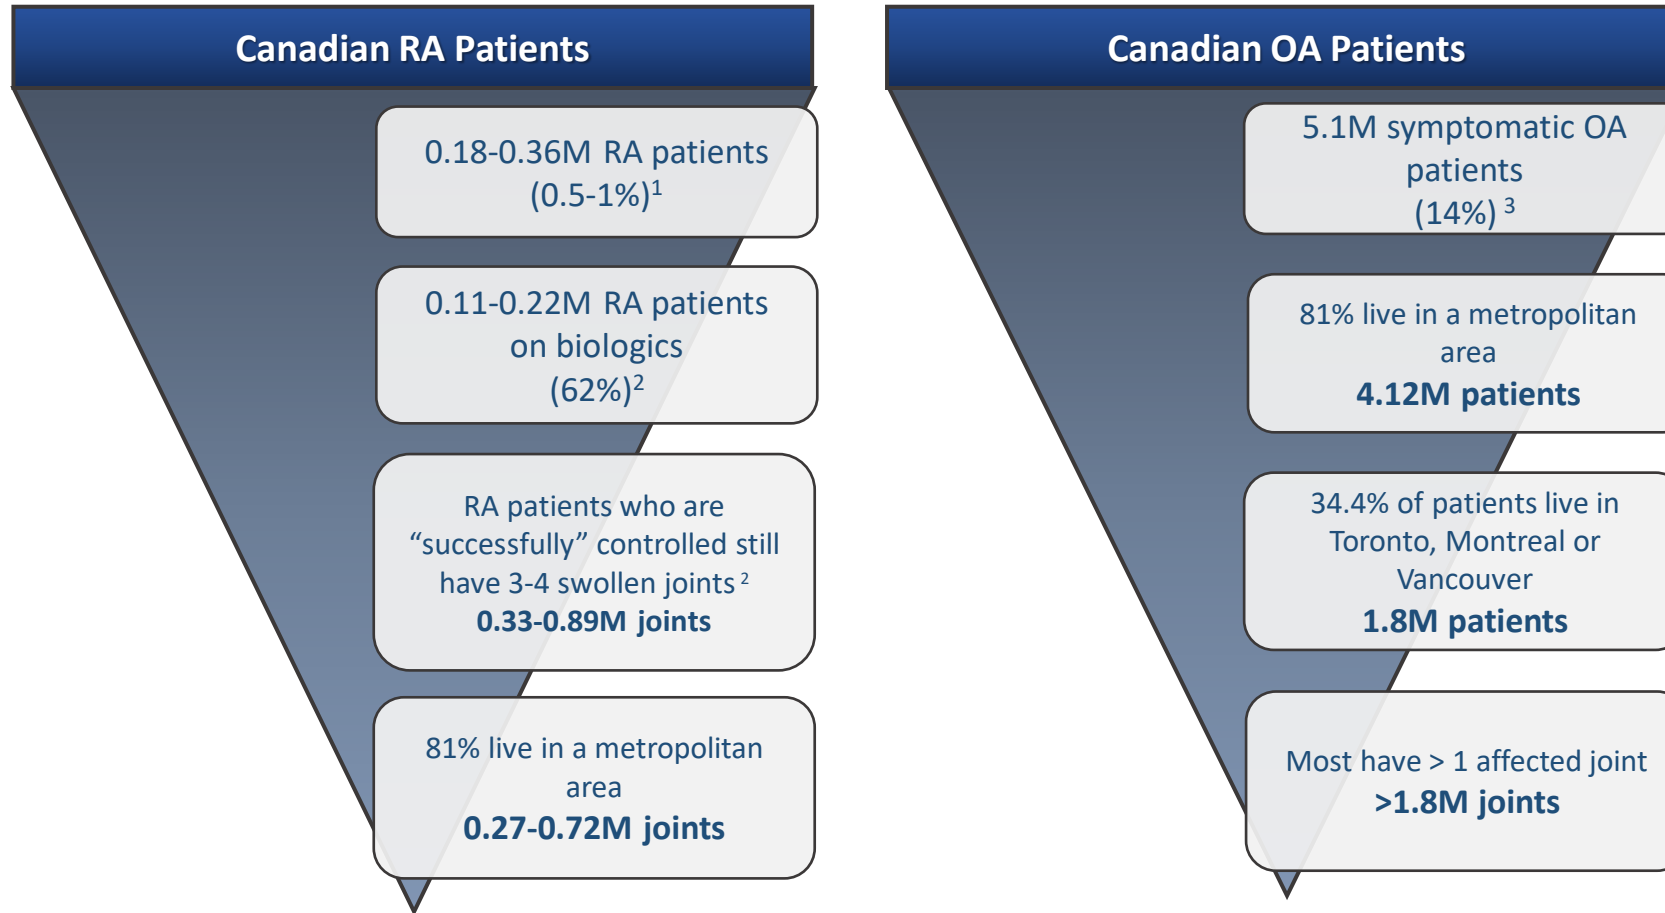 Canadian RA Patients
0.18-0.36M RA patients
(0.5-1%)1
0.11-0.22M RA patients
on biologics
(62%)2
RA patients who are
“successfully” controlled still
have 3-4 swollen joints 2
0.33-0.89M joints
81% live in a metropolitan
area
0.27-0.72M joints
Canadian OA Patients
5.1M symptomatic OA
patients
(14%) 3
81% live in a metropolitan
area
4.12M patients
34.4% of patients live in
Toronto, Montreal or
Vancouver
1.8M patients
Most have > 1 affected joint
>1.8M joints